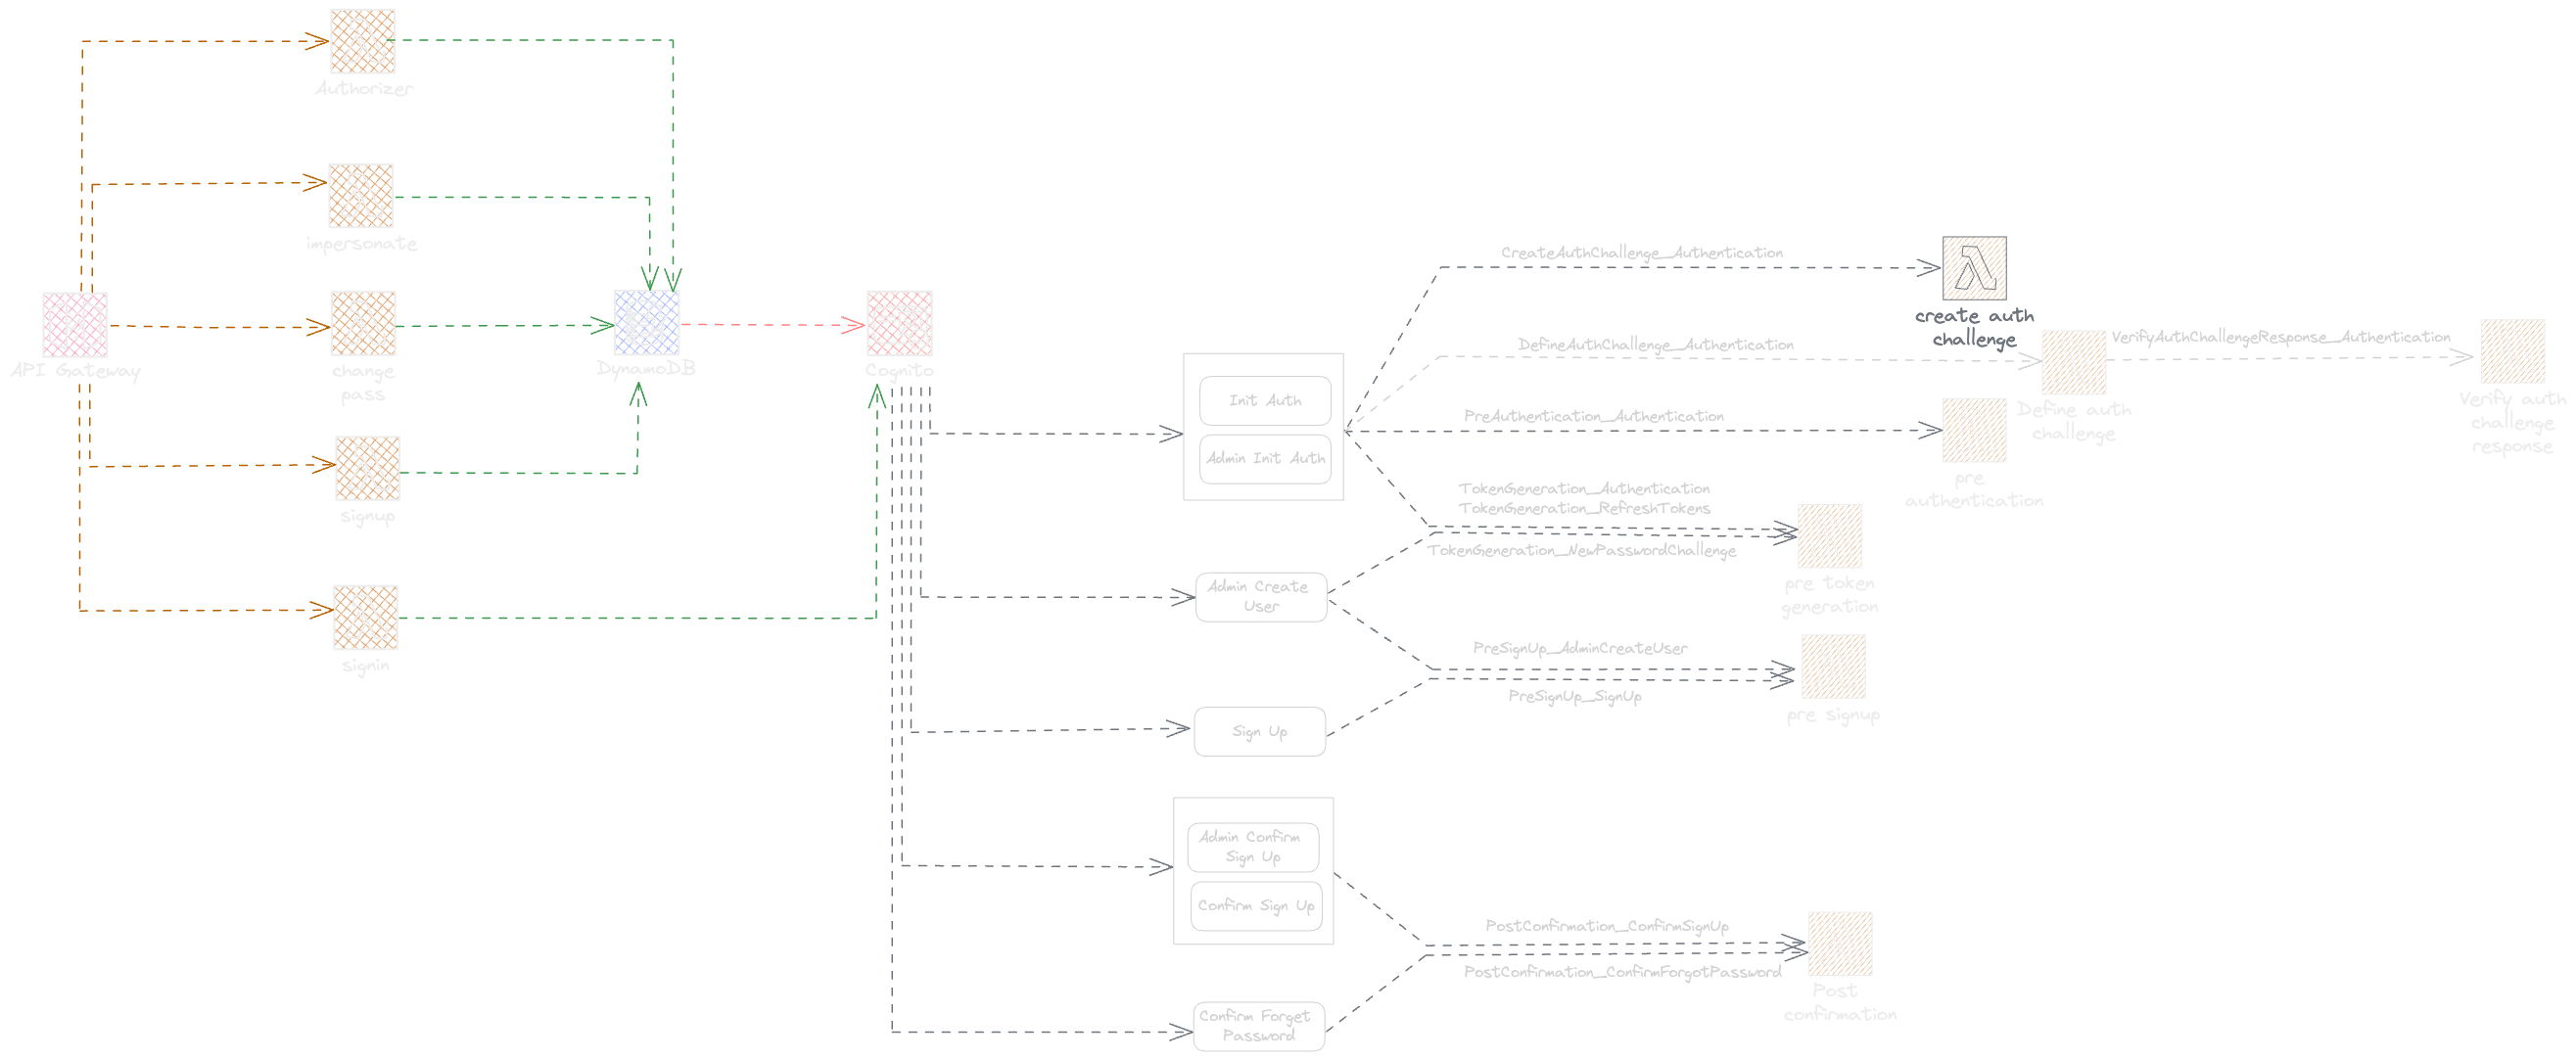 Authorizer
impersonate
API Gateway
change
pass
DynamoDB
Cognito
signup
signin
Init Auth
Admin Init Auth
Admin Create
User
Sign Up
Admin Confirm
Sign Up
Confirm Sign Up
Confirm Forget
Password
CreateAuthChallenge_Authentication
create auth
challenge
DefineAuthChallenge_Authentication
VerifyAuthChallengeResponse_Authentication
Define auth
challenge
Verify auth
challenge
response
PreAuthentication_Authentication
pre
authentication
TokenGeneration_Authentication
TokenGeneration_RefreshTokens
TokenGeneration_NewPasswordChallenge
pre token
generation
PreSignUp_AdminCreateUser
PreSignUp_SignUp
pre signup
PostConfirmation_ConfirmSignUp
PostConfirmation_ConfirmForgotPassword
Post
confirmation